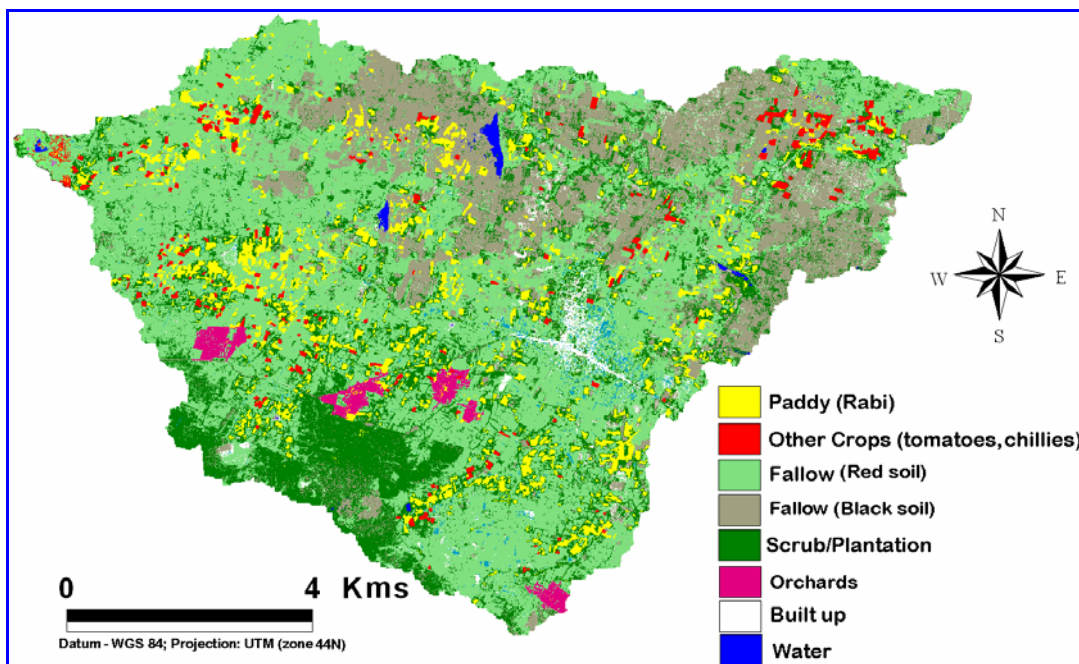 N
W E
S
Paddy (Rabi)
Other Crops (tomatoes,chillies)
Fallow (Red soil)
Fallow (Black soil)
Scrub/Plantation
Orchards
Built up
Water
0 4 Kms
Datum - WGS 84; Projection: UTM (zone 44N)